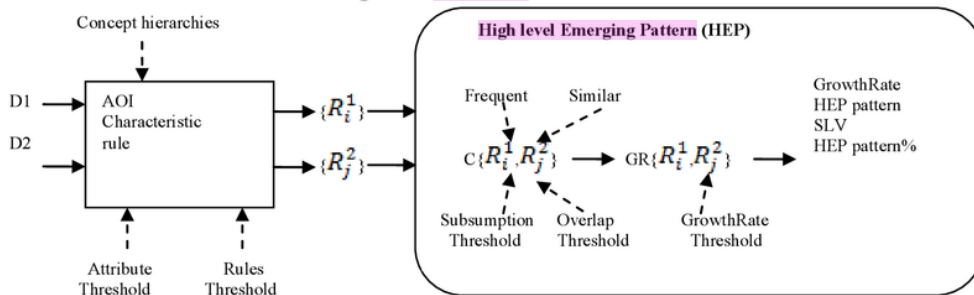 Concept hierarchies
D1
D2
AOI
Characteristic
rule
{R_i^1}
{R_j^2}
Attribute
Threshold
Rules
Threshold
High level Emerging Pattern (HEP)
Frequent
Similar
C{R_i^1,R_j^2}
GR{R_i^1,R_j^2}
Subsumption
Threshold
Overlap
Threshold
GrowthRate
Threshold
GrowthRate
HEP pattern
SLV
HEP pattern%